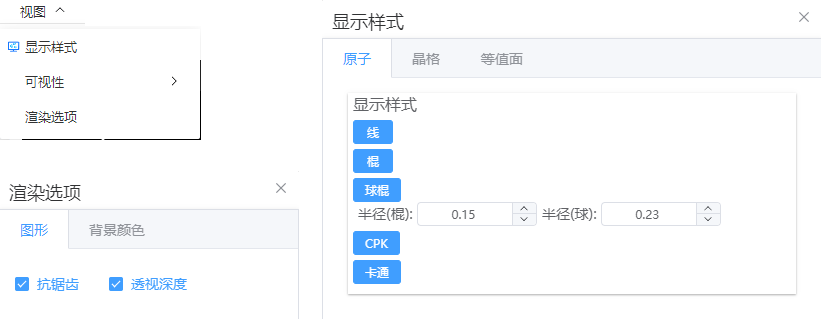 视图
显示样式
可视性
渲染选项
渲染选项
图形 背景颜色
抗锯齿 透视深度
显示样式
原子 晶格 等值面
显示样式
线
棍
球棍
半径(棍): 0.15 半径(球): 0.23
CPK
卡通